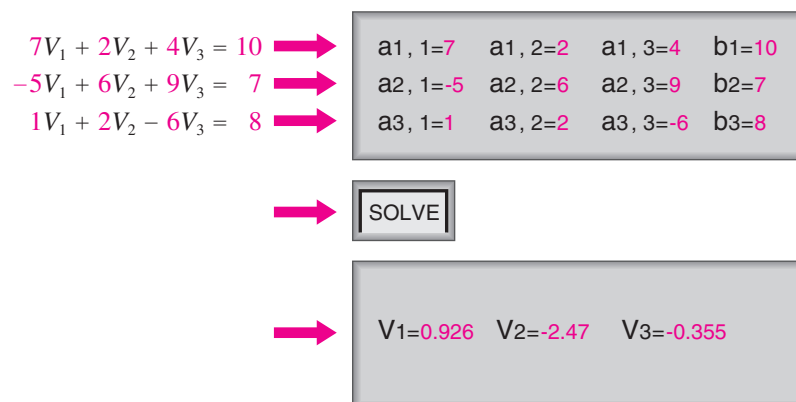 7V₁ + 2V₂ + 4V₃ = 10 a1, 1=7 a1, 2=2 a1, 3=4 b1=10
−5V₁ + 6V₂ + 9V₃ = 7 a2, 1=-5 a2, 2=6 a2, 3=9 b2=7
1V₁ + 2V₂ − 6V₃ = 8 a3, 1=1 a3, 2=2 a3, 3=-6 b3=8
SOLVE
V1=0.926 V2=-2.47 V3=-0.355